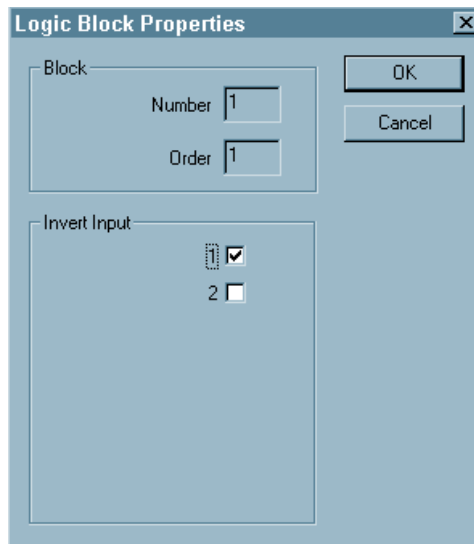 Logic Block Properties
Block
Number 1
Order 1
OK
Cancel
Invert Input
1
2